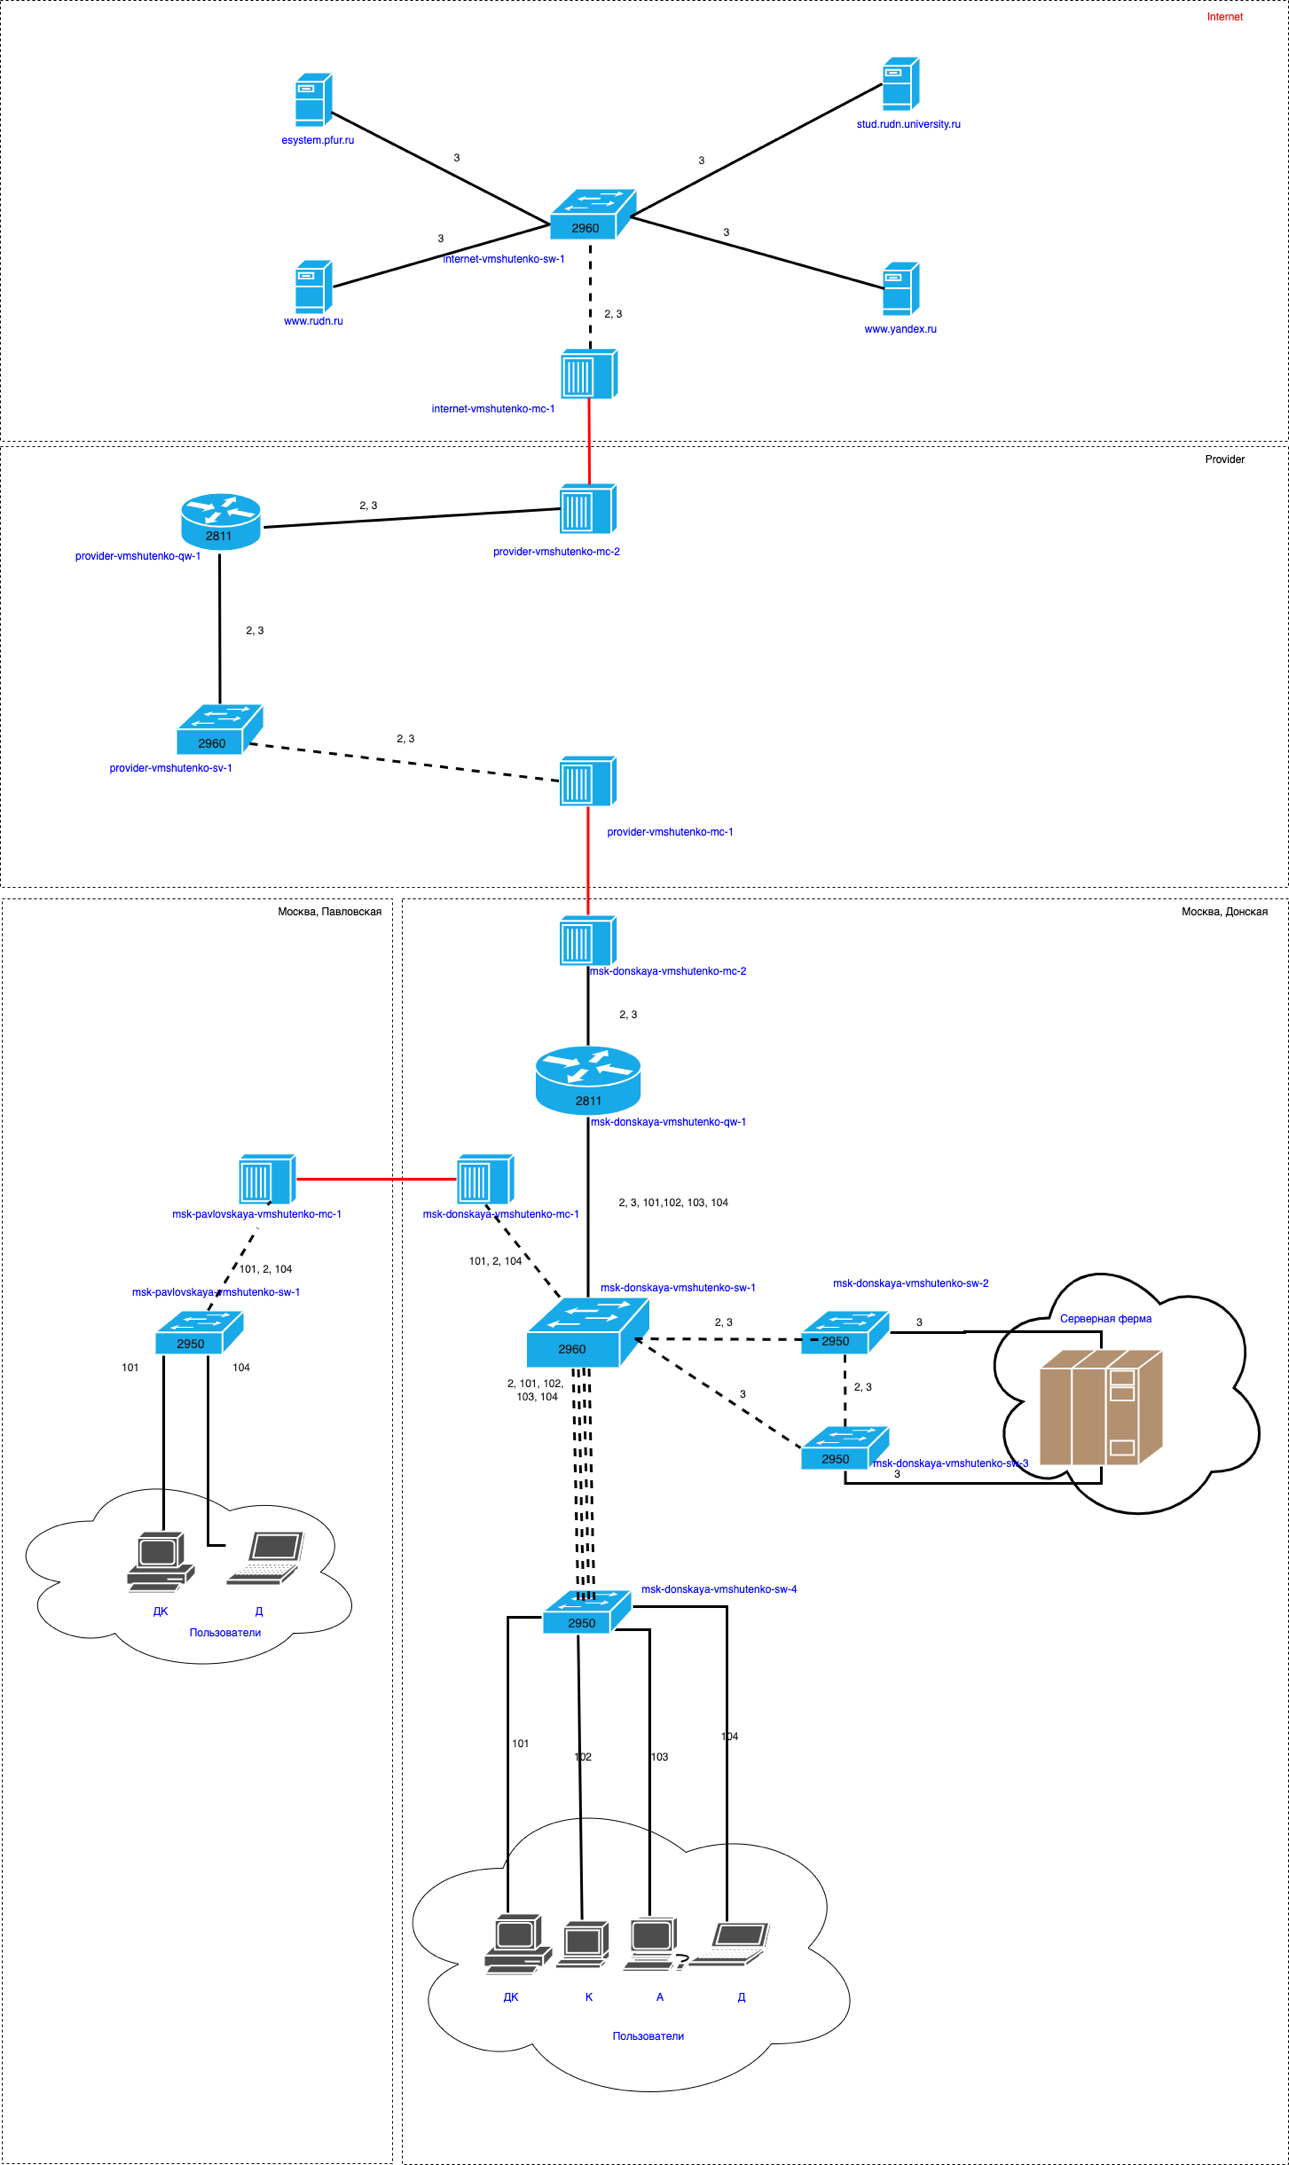 Internet
esystem.pfur.ru
stud.rudn.university.ru
3
3
2960
3
3
internet-vmshutenko-sw-1
www.rudn.ru
www.yandex.ru
2, 3
internet-vmshutenko-mc-1
Provider
2811
2, 3
provider-vmshutenko-qw-1
provider-vmshutenko-mc-2
2, 3
2960
2, 3
provider-vmshutenko-sv-1
provider-vmshutenko-mc-1
Москва, Павловская
Москва, Донская
msk-donskaya-vmshutenko-mc-2
2, 3
2811
msk-donskaya-vmshutenko-qw-1
2, 3, 101,102, 103, 104
msk-pavlovskaya-vmshutenko-mc-1
msk-donskaya-vmshutenko-mc-1
101, 2, 104
101, 2, 104
msk-pavlovskaya-vmshutenko-sw-1
msk-donskaya-vmshutenko-sw-1
msk-donskaya-vmshutenko-sw-2
2950
101
104
2960
2, 3
2950
3
Серверная ферма
2, 101, 102,
103, 104
3
2, 3
2950
msk-donskaya-vmshutenko-sw-3
3
ДК
Д
Пользователи
msk-donskaya-vmshutenko-sw-4
2950
101
102
103
104
?
ДК
К
А
Д
Пользователи